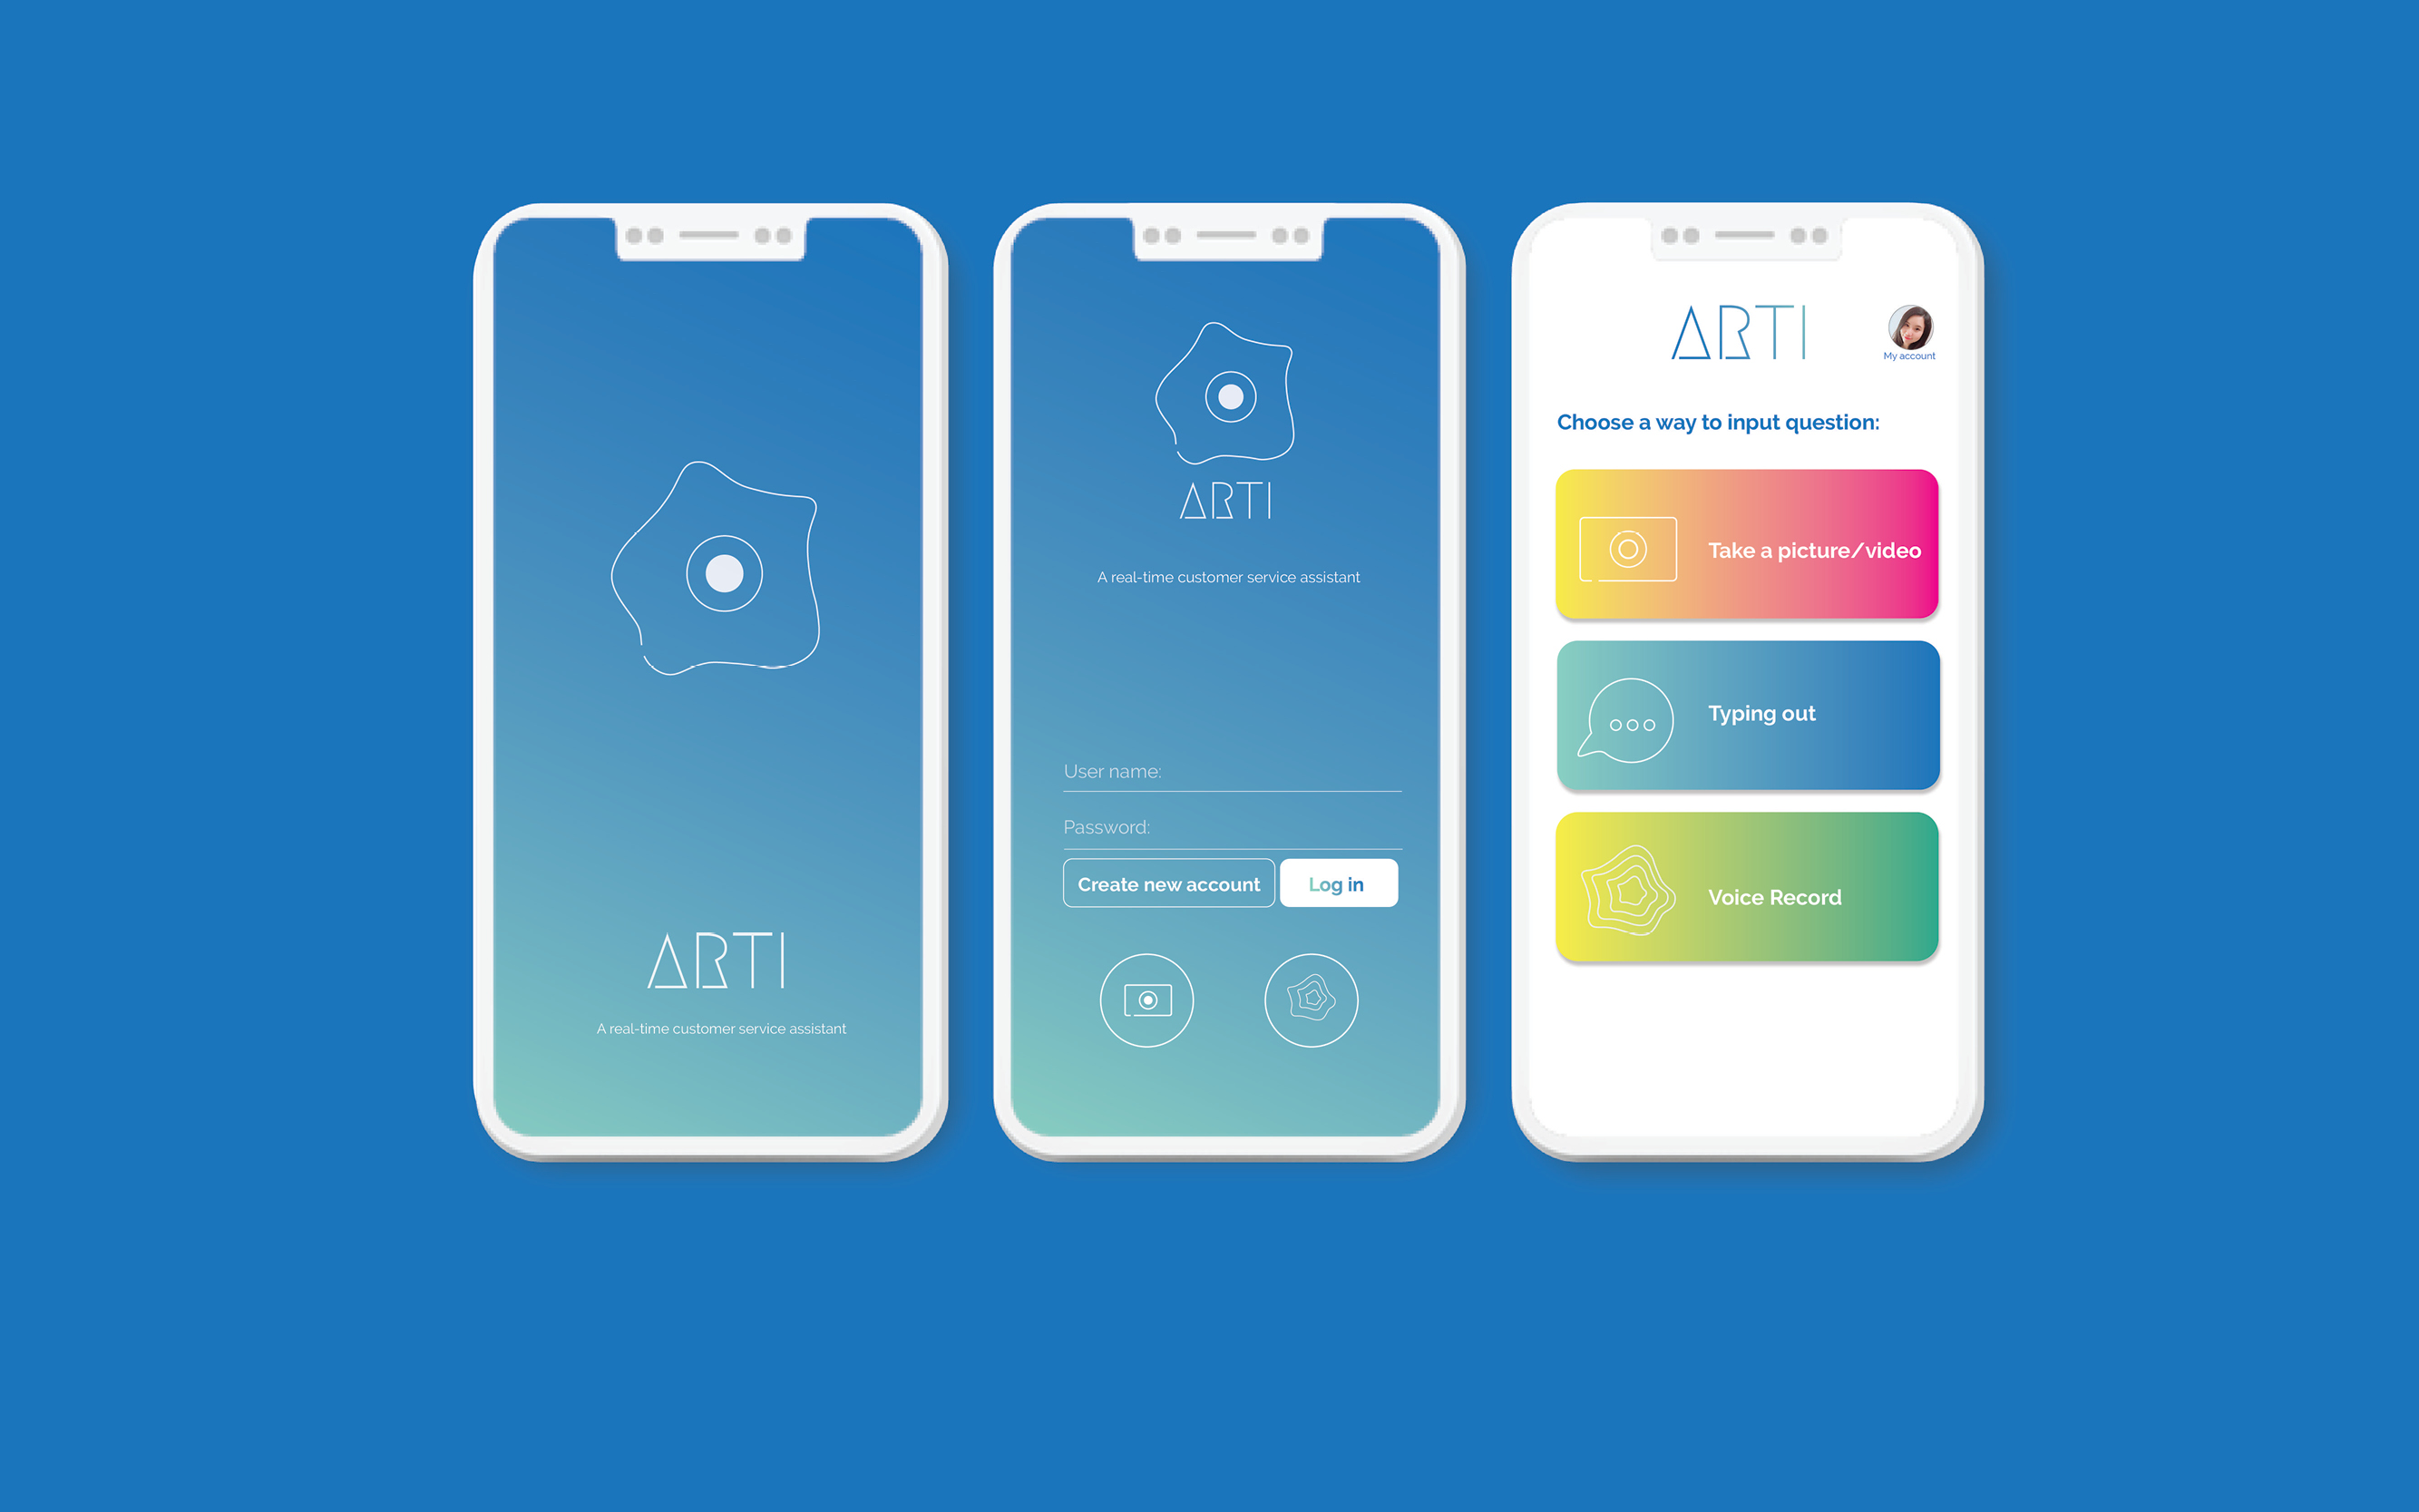 ARTI
A real-time customer service assistant
ARTI
A real-time customer service assistant
User name:
Password:
Create new account
Log in
ARTI
My account
Choose a way to input question:
Take a picture/video
Typing out
Voice Record